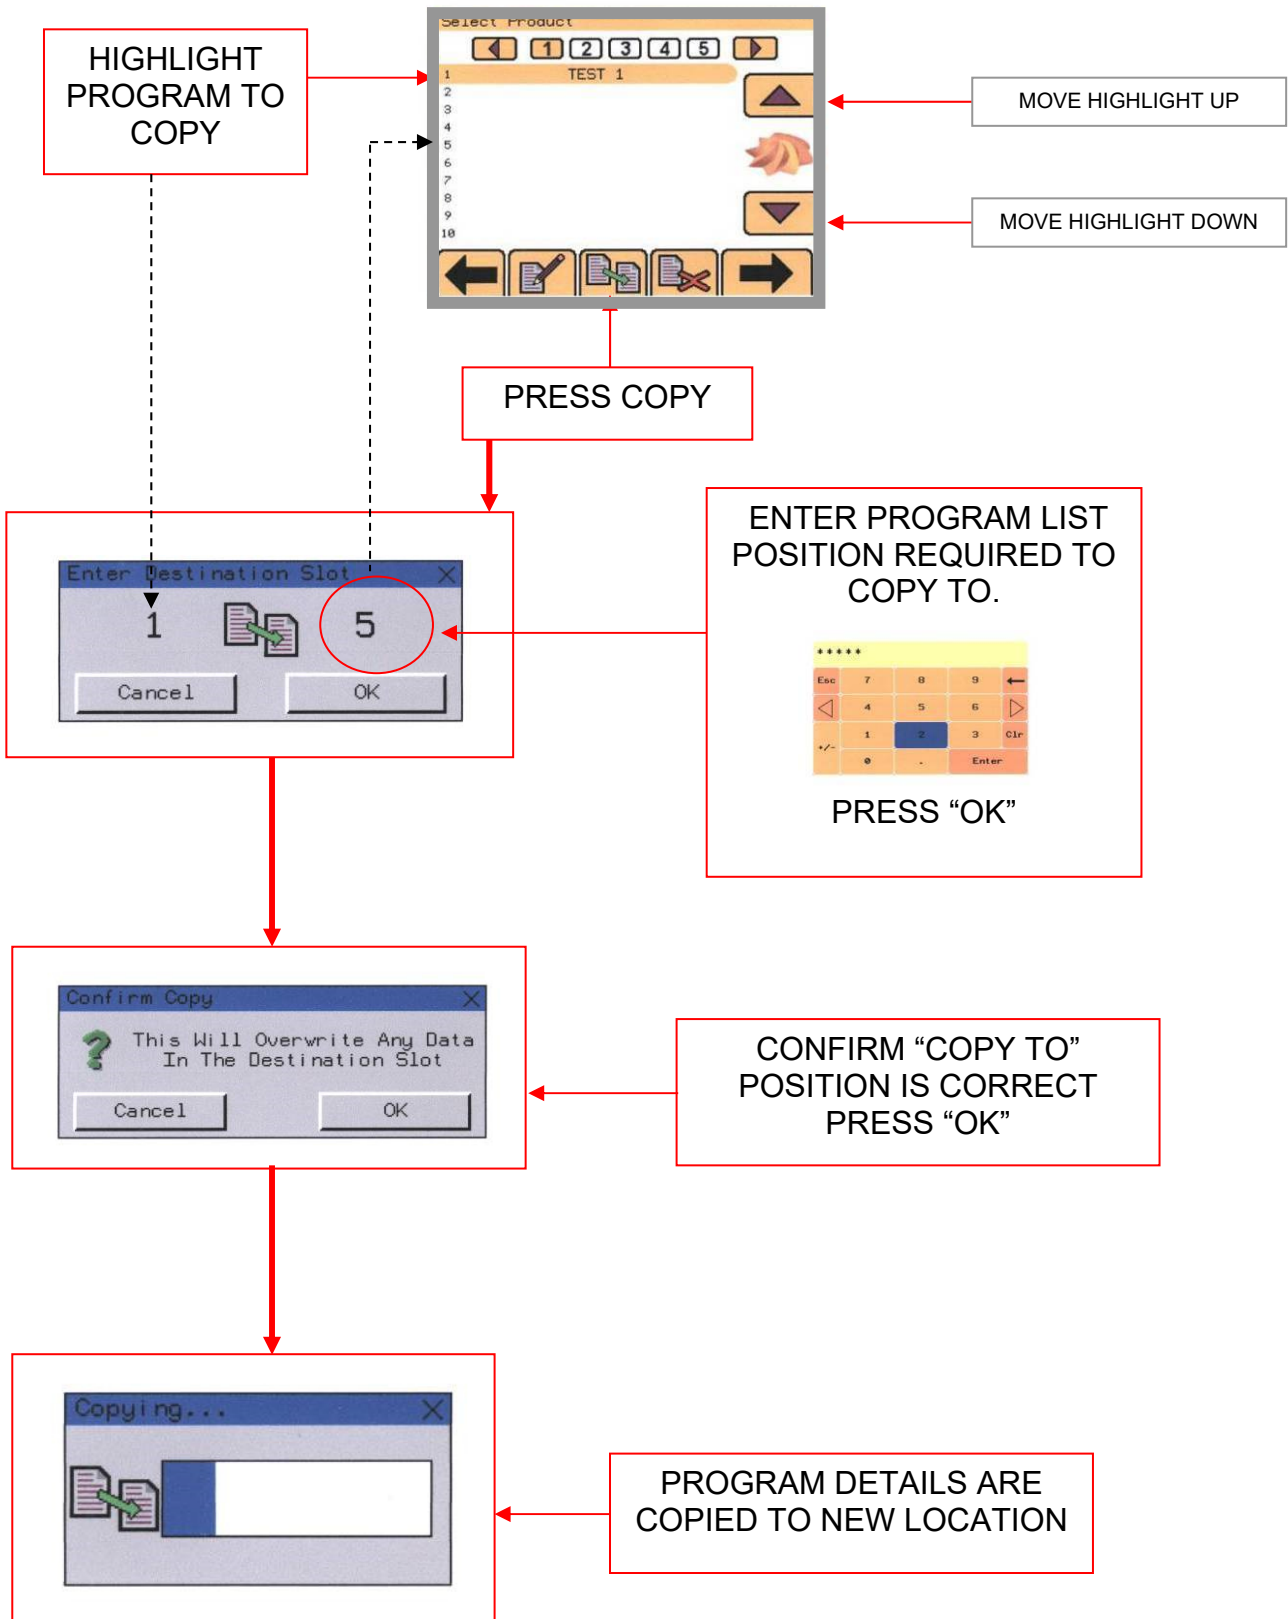 HIGHLIGHT
PROGRAM TO
COPY
Select Product
1 2 3 4 5
1 TEST 1
2
3
4
5
6
7
8
9
10
MOVE HIGHLIGHT UP
MOVE HIGHLIGHT DOWN
PRESS COPY
Enter Destination Slot
1 5
Cancel OK
ENTER PROGRAM LIST
POSITION REQUIRED TO
COPY TO.
*****
Esc 7 8 9
4 5 6
+/- 1 2 3 Clr
0 . Enter
PRESS “OK”
Confirm Copy
This Will Overwrite Any Data
In The Destination Slot
Cancel OK
CONFIRM “COPY TO”
POSITION IS CORRECT
PRESS “OK”
Copying...
PROGRAM DETAILS ARE
COPIED TO NEW LOCATION